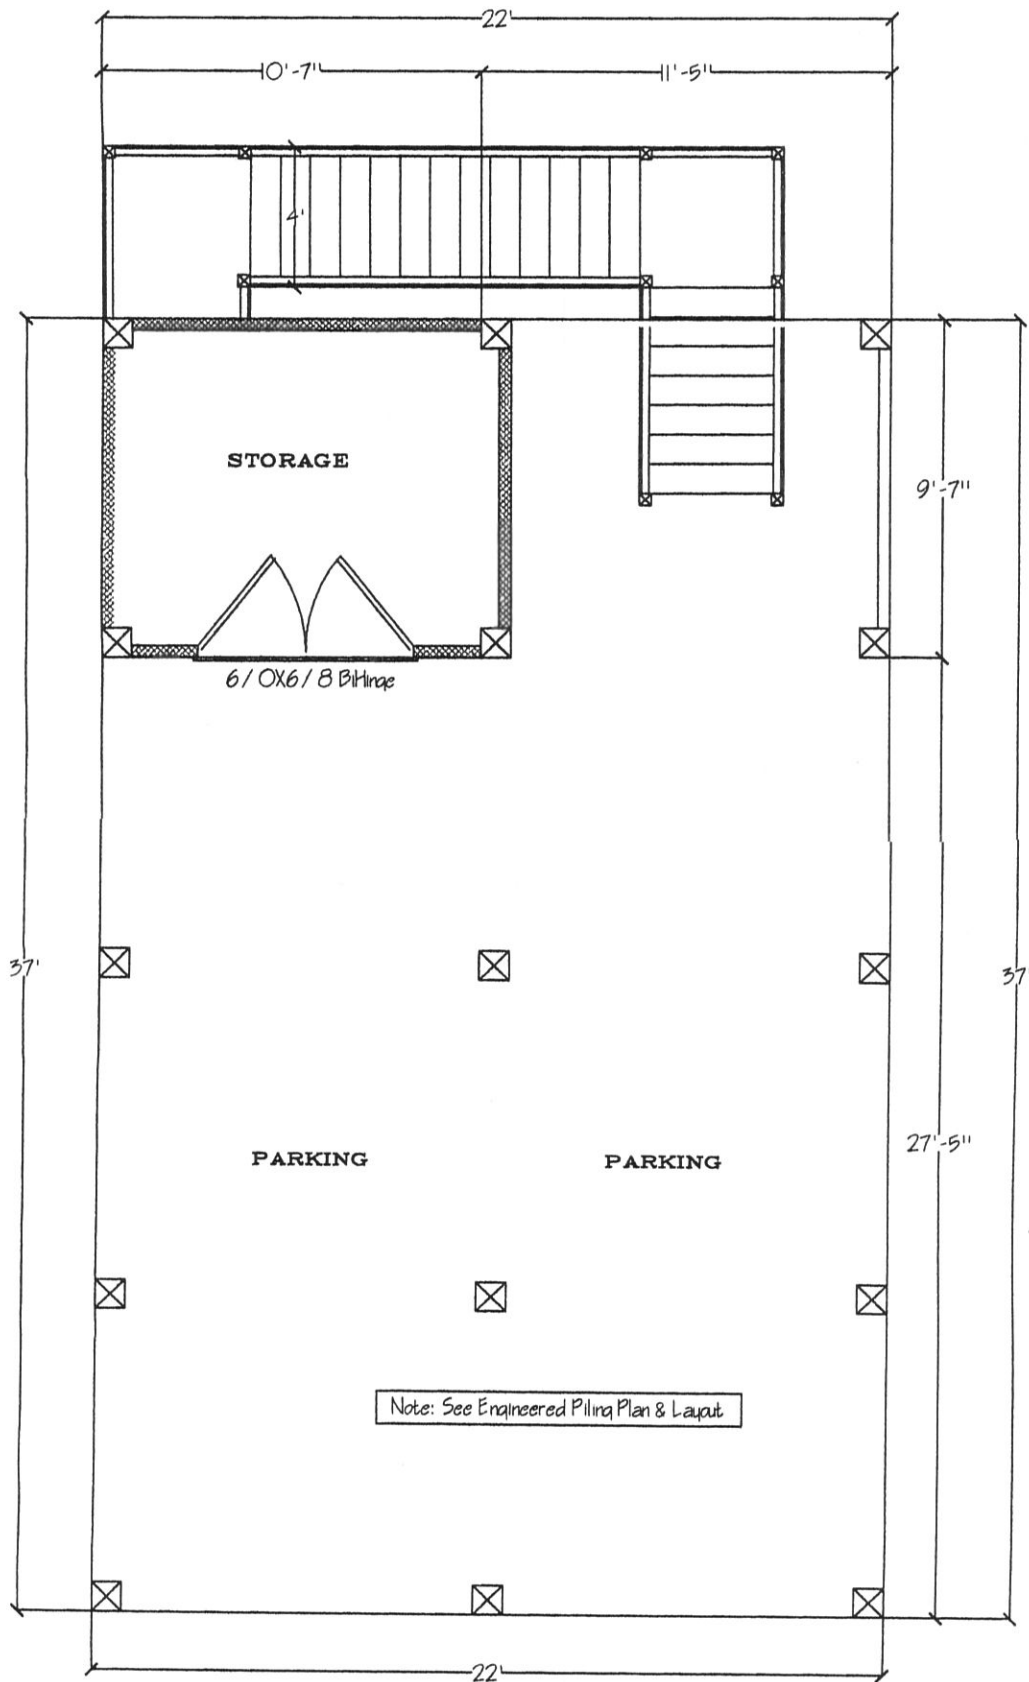 22'
10'-7"
11'-5"
4'
STORAGE
9'-7"
6/0X6/8 BiHinge
37'
37
PARKING
PARKING
27'-5"
Note: See Engineered Piling Plan & Layout
22'